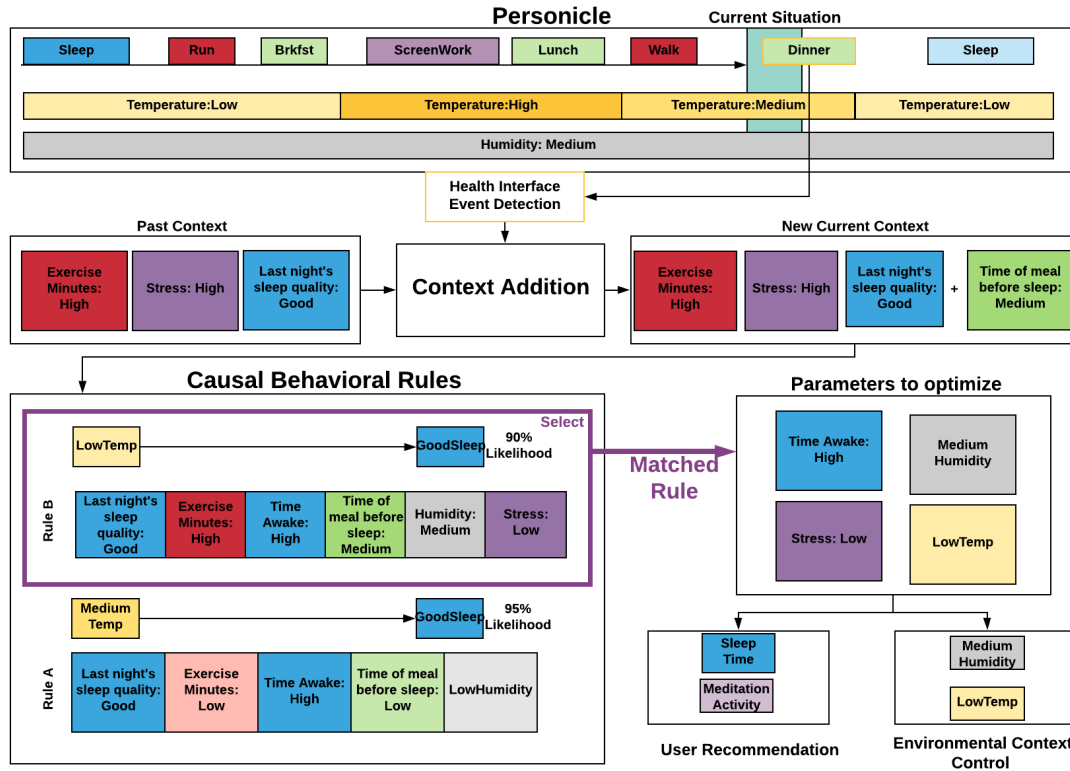 Personicle
Current Situation
Sleep
Run
Brkfst
ScreenWork
Lunch
Walk
Dinner
Sleep
Temperature:Low
Temperature:High
Temperature:Medium
Temperature:Low
Humidity: Medium
Health Interface
Event Detection
Past Context
Exercise
Minutes:
High
Stress: High
Last night's
sleep quality:
Good
Context Addition
New Current Context
Exercise
Minutes:
High
Stress: High
Last night's
sleep quality:
Good
+
Time of meal
before sleep:
Medium
Causal Behavioral Rules
Select
Rule B
LowTemp
GoodSleep
90%
Likelihood
Last night's
sleep
quality:
Good
Exercise
Minutes:
High
Time
Awake:
High
Time of
meal before
sleep:
Medium
Humidity:
Medium
Stress:
Low
Rule A
Medium
Temp
GoodSleep
95%
Likelihood
Last night's
sleep quality:
Good
Exercise
Minutes:
Low
Time Awake:
High
Time of meal
before sleep:
Low
LowHumidity
Matched
Rule
Parameters to optimize
Time Awake:
High
Medium
Humidity
Stress: Low
LowTemp
Sleep
Time
Meditation
Activity
User Recommendation
Medium
Humidity
LowTemp
Environmental Context
Control